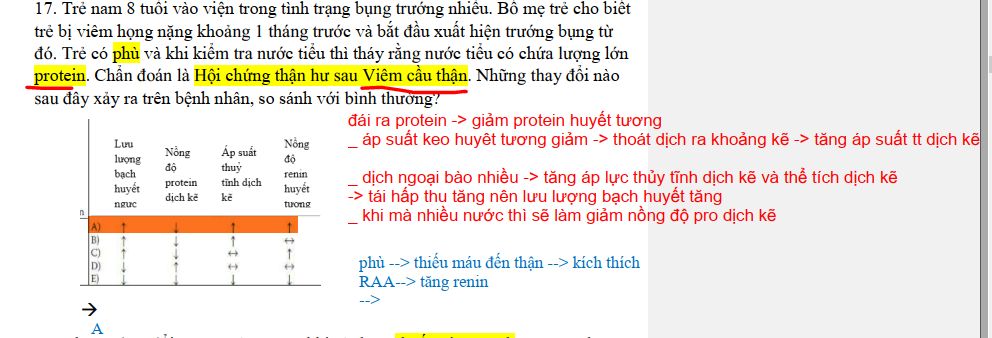 17. Trẻ nam 8 tuổi vào viện trong tình trạng bụng trướng nhiều. Bố mẹ trẻ cho biết
trẻ bị viêm họng nặng khoảng 1 tháng trước và bắt đầu xuất hiện trướng bụng từ
đó. Trẻ có phù và khi kiểm tra nước tiểu thì tháy rằng nước tiểu có chứa lượng lớn
protein. Chẩn đoán là Hội chứng thận hư sau Viêm cầu thận. Những thay đổi nào
sau đây xảy ra trên bệnh nhân, so sánh với bình thường?
đái ra protein -> giảm protein huyết tương
_ áp suất keo huyêt tương giảm -> thoát dịch ra khoảng kẽ -> tăng áp suất tt dịch kẽ
_ dịch ngoại bào nhiều -> tăng áp lực thủy tĩnh dịch kẽ và thể tích dịch kẽ
-> tái hấp thu tăng nên lưu lượng bạch huyết tăng
_ khi mà nhiều nước thì sẽ làm giảm nồng độ pro dịch kẽ
Lưu lượng bạch huyết ngực | Nồng độ protein dịch kẽ | Áp suất thuỷ tĩnh dịch kẽ | Nồng độ renin huyết tương
A) ↑ ↓ ↑ ↑
B) ↑ ↓ ↑ ↔
C) ↑ ↓ ↔ ↑
D) ↓ ↑ ↔ ↔
E) ↓ ↓ ↓ ↓
phù --> thiếu máu đến thận --> kích thích
RAA--> tăng renin
-->
→
A